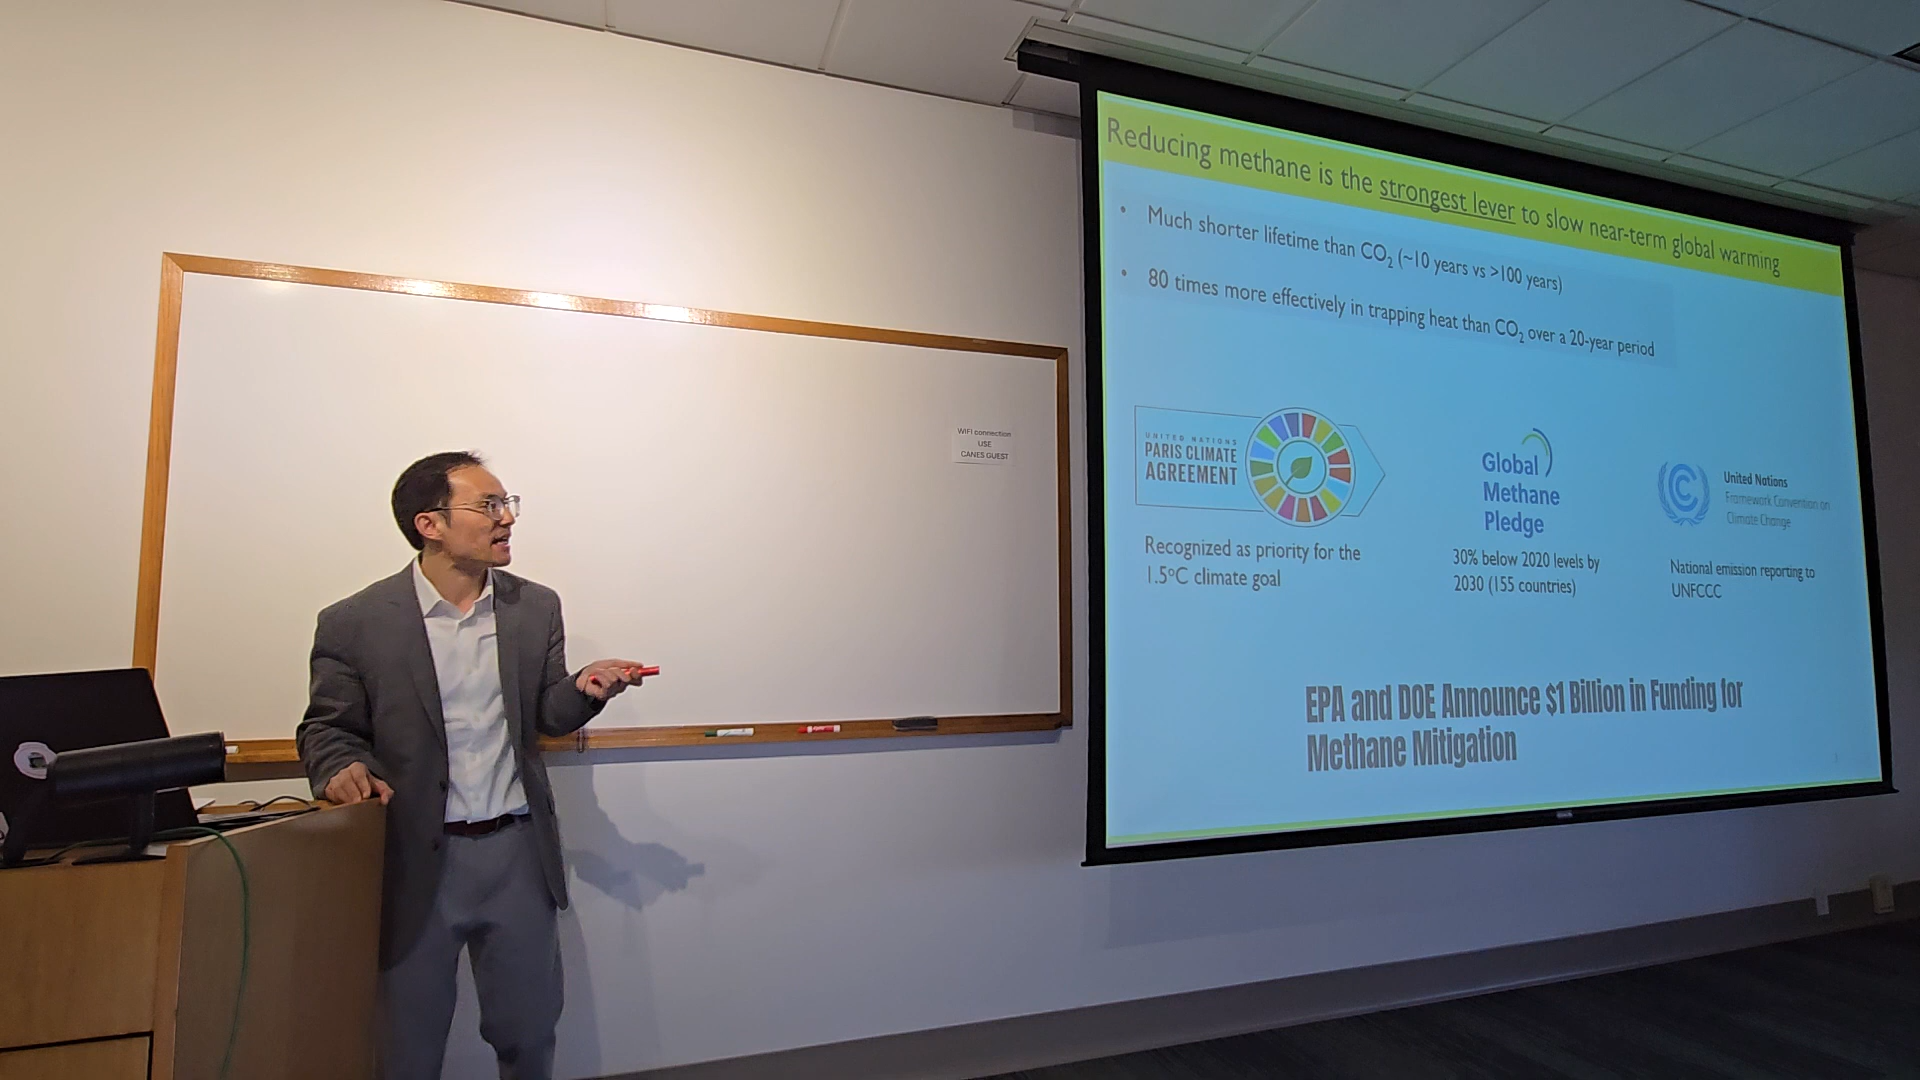 Reducing methane is the strongest lever to slow near-term global warming
• Much shorter lifetime than CO₂ (~10 years vs >100 years)
• 80 times more effectively in trapping heat than CO₂ over a 20-year period
UNITED NATIONS
PARIS CLIMATE
AGREEMENT
Recognized as priority for the
1.5°C climate goal
Global
Methane
Pledge
30% below 2020 levels by
2030 (155 countries)
United Nations
Framework Convention on
Climate Change
National emission reporting to
UNFCCC
EPA and DOE Announce $1 Billion in Funding for
Methane Mitigation
WIFI connection
USE
CANES GUEST